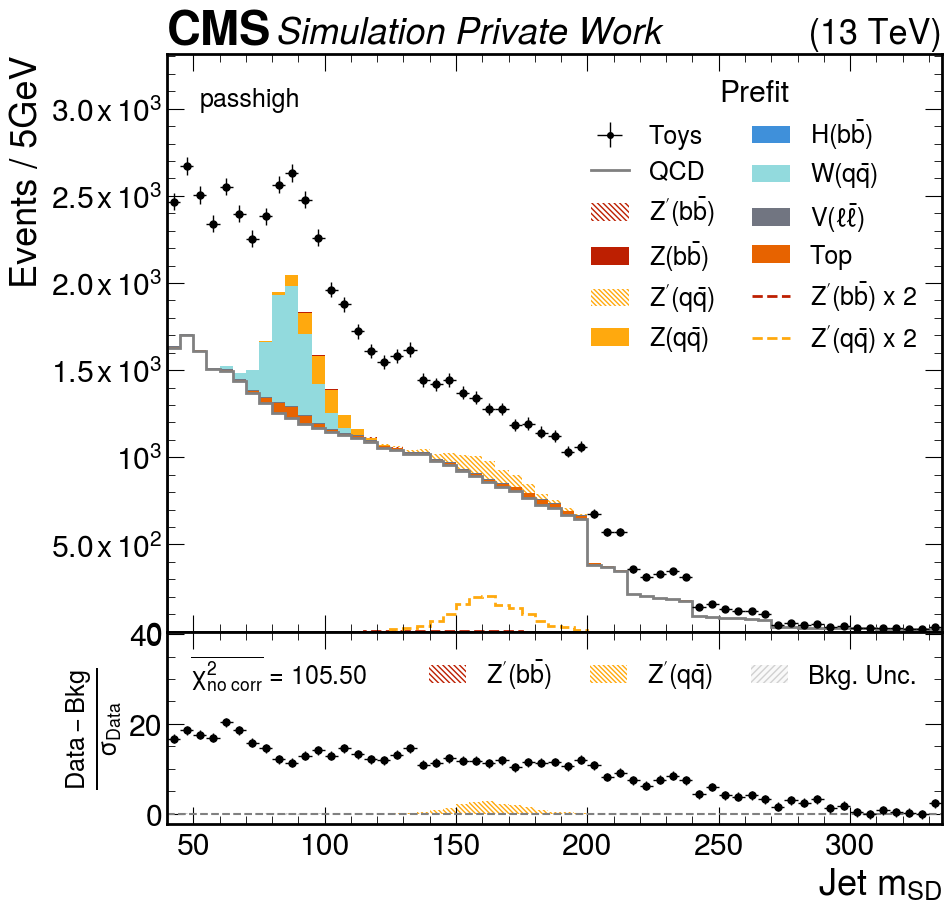 CMS Simulation Private Work (13 TeV)
Events / 5GeV
passhigh
Prefit
Toys
QCD
Z′(bb̄)
Z(bb̄)
Z′(qq̄)
Z(qq̄)
H(bb̄)
W(qq̄)
V(ℓℓ̄)
Top
Z′(bb̄) x 2
Z′(qq̄) x 2
3.0 x 10³
2.5 x 10³
2.0 x 10³
1.5 x 10³
10³
5.0 x 10²
0
Data – Bkg
σData
χ²no corr = 105.50
Z′(bb̄)
Z′(qq̄)
Bkg. Unc.
40
20
0
50 100 150 200 250 300
Jet mSD